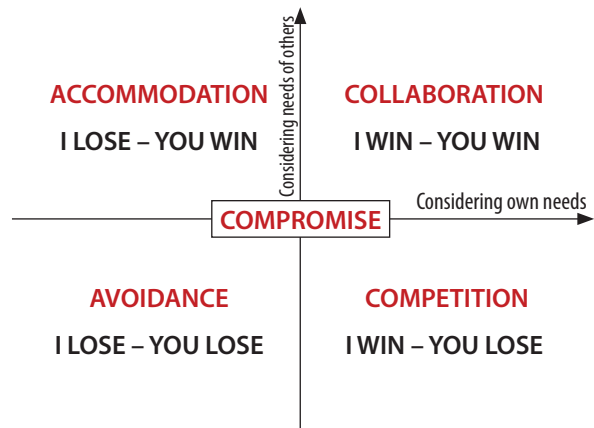 Considering needs of others
ACCOMMODATION
I LOSE – YOU WIN
COLLABORATION
I WIN – YOU WIN
Considering own needs
COMPROMISE
AVOIDANCE
I LOSE – YOU LOSE
COMPETITION
I WIN – YOU LOSE